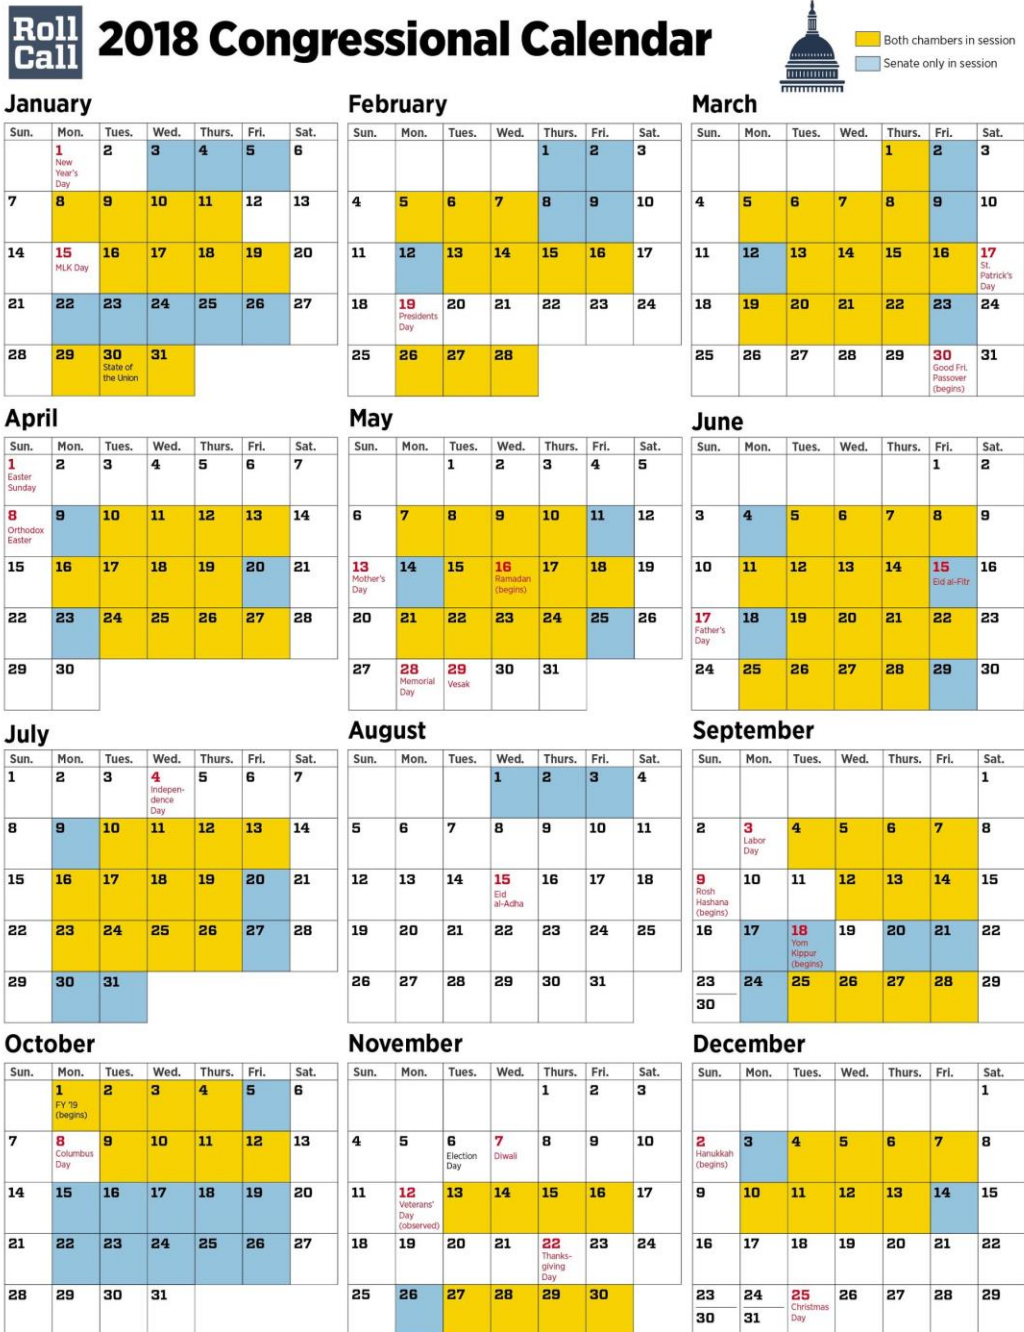 Roll
Call
2018 Congressional Calendar
Both chambers in session
Senate only in session
January
Sun. Mon. Tues. Wed. Thurs. Fri. Sat.
1 2 3 4 5 6
New
Year's
Day
7 8 9 10 11 12 13
14 15 16 17 18 19 20
MLK Day
21 22 23 24 25 26 27
28 29 30 31
State of
the Union
February
Sun. Mon. Tues. Wed. Thurs. Fri. Sat.
1 2 3
4 5 6 7 8 9 10
11 12 13 14 15 16 17
18 19 20 21 22 23 24
Presidents
Day
25 26 27 28
March
Sun. Mon. Tues. Wed. Thurs. Fri. Sat.
1 2 3
4 5 6 7 8 9 10
11 12 13 14 15 16 17
St.
Patrick's
Day
18 19 20 21 22 23 24
25 26 27 28 29 30 31
Good Fri.
Passover
(begins)
April
Sun. Mon. Tues. Wed. Thurs. Fri. Sat.
1 2 3 4 5 6 7
Easter
Sunday
8 9 10 11 12 13 14
Orthodox
Easter
15 16 17 18 19 20 21
22 23 24 25 26 27 28
29 30
May
Sun. Mon. Tues. Wed. Thurs. Fri. Sat.
1 2 3 4 5
6 7 8 9 10 11 12
13 14 15 16 17 18 19
Mother's
Day
Ramadan
(begins)
20 21 22 23 24 25 26
27 28 29 30 31
Memorial
Day
Vesak
June
Sun. Mon. Tues. Wed. Thurs. Fri. Sat.
1 2
3 4 5 6 7 8 9
10 11 12 13 14 15 16
Eid al-Fitr
17 18 19 20 21 22 23
Father's
Day
24 25 26 27 28 29 30
July
Sun. Mon. Tues. Wed. Thurs. Fri. Sat.
1 2 3 4 5 6 7
Indepen-
dence
Day
8 9 10 11 12 13 14
15 16 17 18 19 20 21
22 23 24 25 26 27 28
29 30 31
August
Sun. Mon. Tues. Wed. Thurs. Fri. Sat.
1 2 3 4
5 6 7 8 9 10 11
12 13 14 15 16 17 18
Eid
al-Adha
19 20 21 22 23 24 25
26 27 28 29 30 31
September
Sun. Mon. Tues. Wed. Thurs. Fri. Sat.
1
2 3 4 5 6 7 8
Labor
Day
9 10 11 12 13 14 15
Rosh
Hashana
(begins)
16 17 18 19 20 21 22
Yom
Kippur
(begins)
23 24 25 26 27 28 29
30
October
Sun. Mon. Tues. Wed. Thurs. Fri. Sat.
1 2 3 4 5 6
FY '19
(begins)
7 8 9 10 11 12 13
Columbus
Day
14 15 16 17 18 19 20
21 22 23 24 25 26 27
28 29 30 31
November
Sun. Mon. Tues. Wed. Thurs. Fri. Sat.
1 2 3
4 5 6 7 8 9 10
Election
Day
Diwali
11 12 13 14 15 16 17
Veterans'
Day
(observed)
18 19 20 21 22 23 24
Thanks-
giving
Day
25 26 27 28 29 30
December
Sun. Mon. Tues. Wed. Thurs. Fri. Sat.
1
2 3 4 5 6 7 8
Hanukkah
(begins)
9 10 11 12 13 14 15
16 17 18 19 20 21 22
23 24 25 26 27 28 29
30 31
Christmas
Day